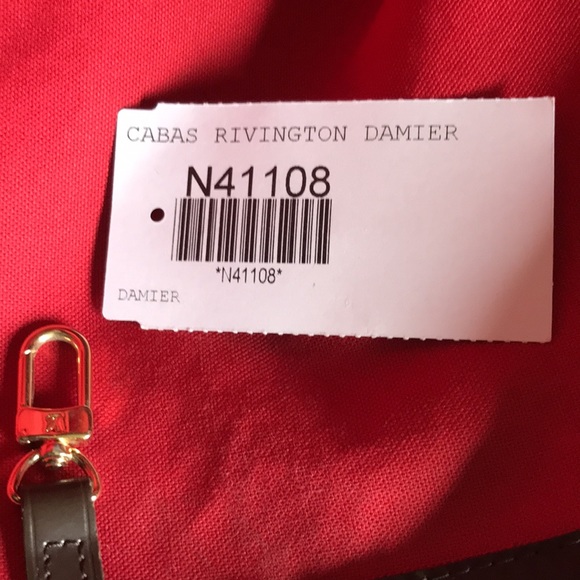 CABAS RIVINGTON DAMIER
N41108
*N41108*
DAMIER